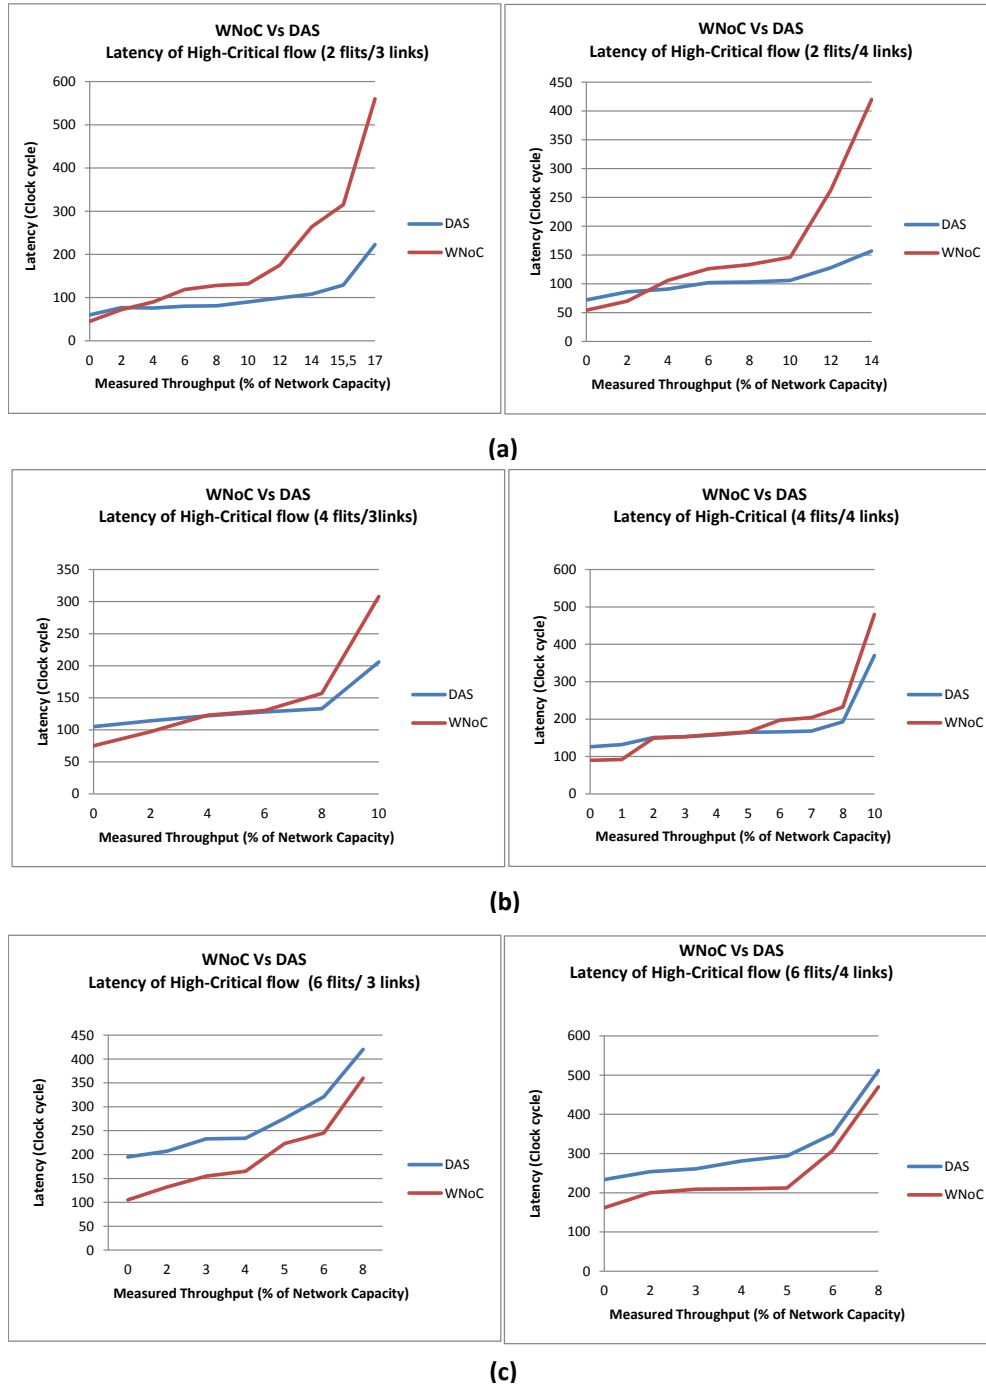 WNoC Vs DAS
Latency of High-Critical flow (2 flits/3 links)
600
500
400
300
200
100
0
Latency (Clock cycle)
0 2 4 6 8 10 12 14 15,5 17
Measured Throughput (% of Network Capacity)
DAS
WNoC
WNoC Vs DAS
Latency of High-Critical flow (2 flits/4 links)
450
400
350
300
250
200
150
100
50
0
Latency (Clock cycle)
0 2 4 6 8 10 12 14
Measured Throughput (% of Network Capacity)
DAS
WNoC
(a)
WNoC Vs DAS
Latency of High-Critical flow (4 flits/3links)
350
300
250
200
150
100
50
0
Latency (Clock cycle)
0 2 4 6 8 10
Measured Throughput (% of Network Capacity)
DAS
WNoC
WNoC Vs DAS
Latency of High-Critical (4 flits/4 links)
600
500
400
300
200
100
0
Latency (Clock cycle)
0 1 2 3 4 5 6 7 8 10
Measured Throughput (% of Network Capacity)
DAS
WNoC
(b)
WNoC Vs DAS
Latency of High-Critical flow (6 flits/ 3 links)
450
400
350
300
250
200
150
100
50
0
Latency (Clock cycle)
0 2 3 4 5 6 8
Measured Throughput (% of Network Capacity)
DAS
WNoC
WNoC Vs DAS
Latency of High-Critical flow (6 flits/4 links)
600
500
400
300
200
100
0
Latency (Clock cycle)
0 2 3 4 5 6 8
Measured Throughput (% of Network Capacity)
DAS
WNoC
(c)